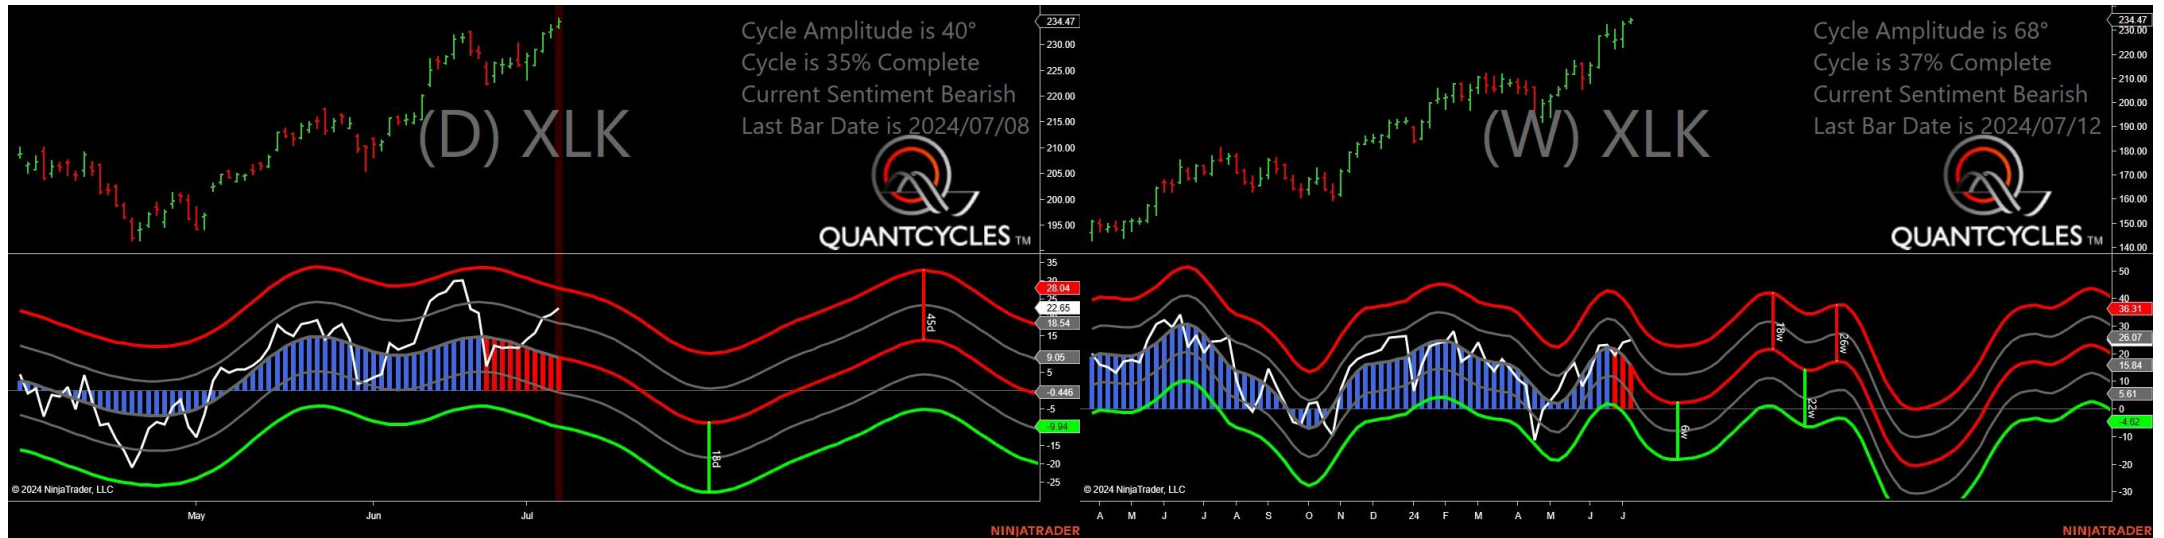 Cycle Amplitude is 40°
Cycle is 35% Complete
Current Sentiment Bearish
Last Bar Date is 2024/07/08
(D) XLK
QUANTCYCLES TM
234.47
230.00
225.00
220.00
215.00
210.00
205.00
200.00
195.00
35
28.04
25
22.65
18.54
15
9.05
-0.446
-5
-9.94
-15
-20
-25
45d
18d
© 2024 NinjaTrader, LLC
May Jun Jul
NINJATRADER
Cycle Amplitude is 68°
Cycle is 37% Complete
Current Sentiment Bearish
Last Bar Date is 2024/07/12
(W) XLK
QUANTCYCLES TM
234.47
230.00
220.00
210.00
200.00
190.00
180.00
170.00
160.00
150.00
140.00
50
40
36.31
30
26.07
20
15.84
10
5.61
0
-4.62
-10
-20
-30
18w
26w
22w
6w
© 2024 NinjaTrader, LLC
A M J J A S O N D 24 F M A M J J
NINJATRADER